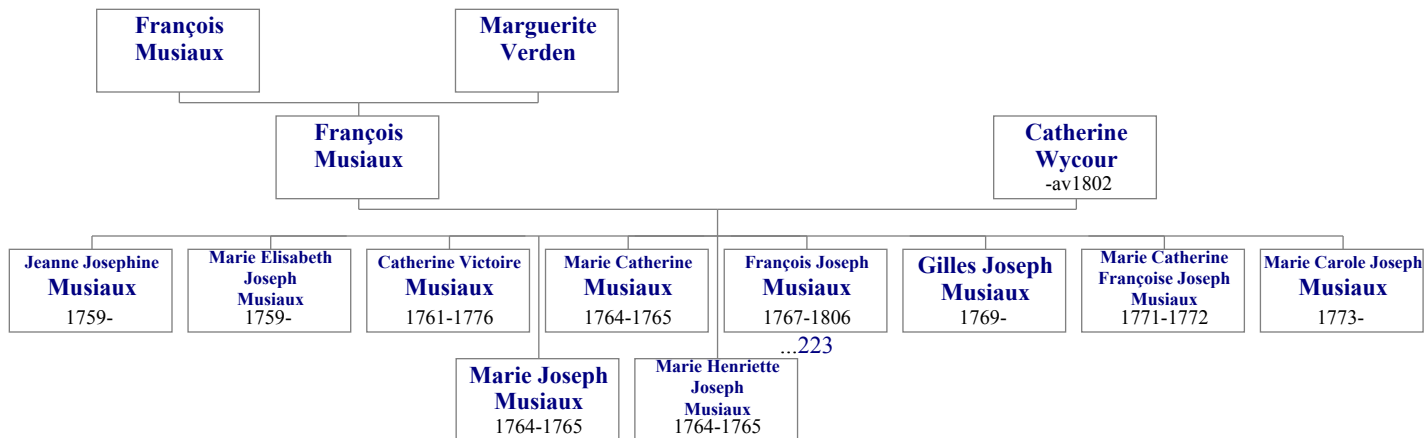 François
Musiaux
Marguerite
Verden
François
Musiaux
Catherine
Wycour
-av1802
Jeanne Josephine
Musiaux
1759-
Marie Elisabeth
Joseph
Musiaux
1759-
Catherine Victoire
Musiaux
1761-1776
Marie Catherine
Musiaux
1764-1765
François Joseph
Musiaux
1767-1806
...223
Gilles Joseph
Musiaux
1769-
Marie Catherine
Françoise Joseph
Musiaux
1771-1772
Marie Carole Joseph
Musiaux
1773-
Marie Joseph
Musiaux
1764-1765
Marie Henriette
Joseph
Musiaux
1764-1765